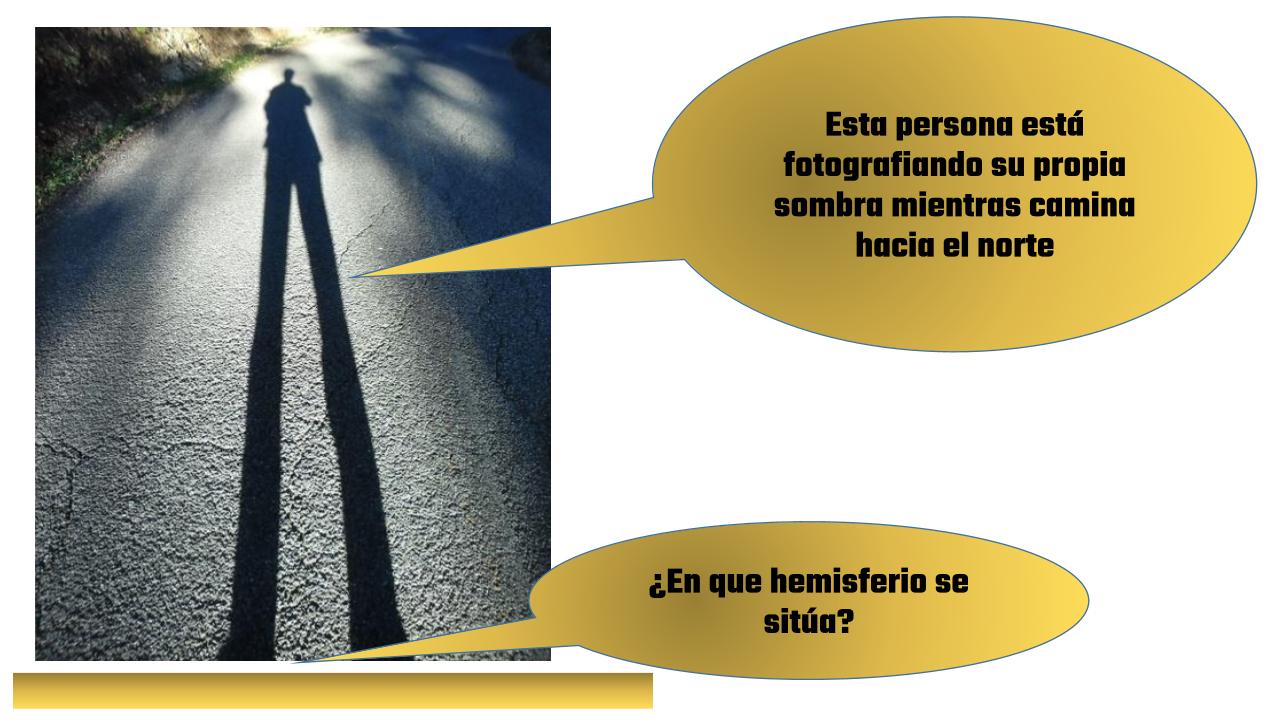 Esta persona está
fotografiando su propia
sombra mientras camina
hacia el norte
¿En que hemisferio se
sitúa?